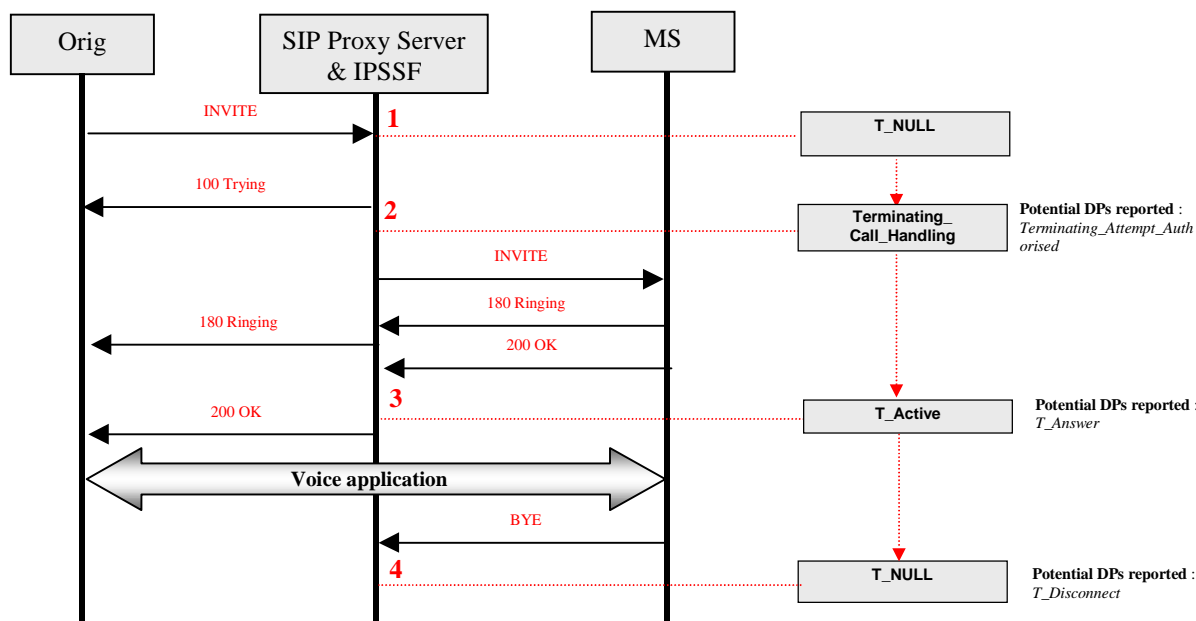 Orig
SIP Proxy Server
& IPSSF
MS
INVITE
1
T_NULL
100 Trying
2
Terminating_
Call_Handling
Potential DPs reported :
Terminating_Attempt_Auth
orised
INVITE
180 Ringing
180 Ringing
200 OK
3
T_Active
Potential DPs reported :
T_Answer
200 OK
Voice application
BYE
4
T_NULL
Potential DPs reported :
T_Disconnect